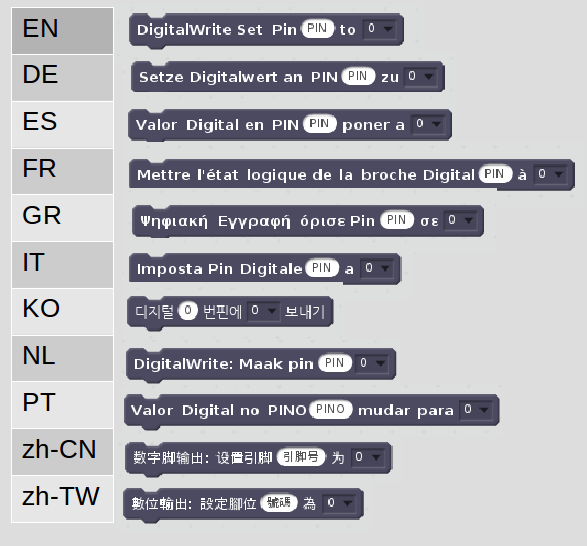 EN DigitalWrite Set Pin PIN to 0
DE Setze Digitalwert an PIN PIN zu 0
ES Valor Digital en PIN PIN poner a 0
FR Mettre l'état logique de la broche Digital PIN à 0
GR Ψηφιακή Εγγραφή όρισε Pin PIN σε 0
IT Imposta Pin Digitale PIN a 0
KO 디지털 0 번핀에 0 보내기
NL DigitalWrite: Maak pin PIN 0
PT Valor Digital no PINO PINO mudar para 0
zh-CN 数字脚输出: 设置引脚 引脚号 为 0
zh-TW 數位輸出: 設定腳位 號碼 為 0